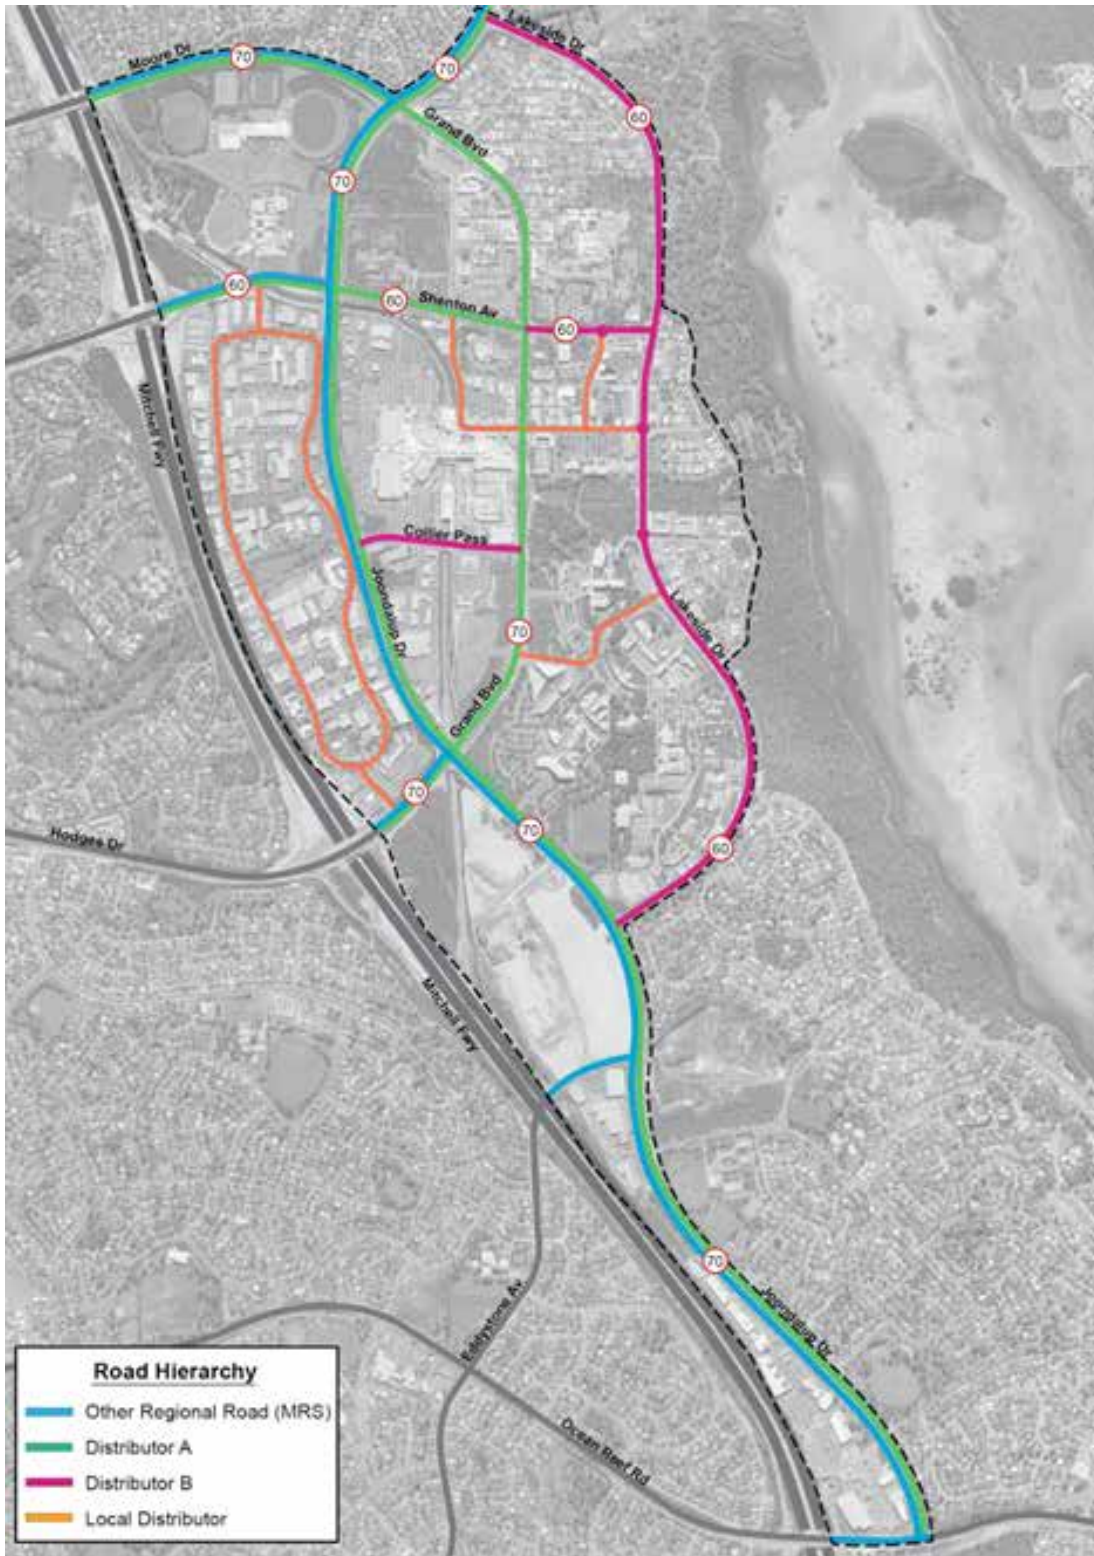 Lakeside Dr
Moore Dr
70
70
60
Grand Bvd
70
60
60
Shenton Av
60
Mitchell Fwy
Collier Pass
Joondalup Dr
Lakeside Dr
70
Grand Bvd
70
70
60
Hodges Dr
Mitchell Fwy
70
Joondalup Dr
Eddystone Av
Ocean Reef Rd
Road Hierarchy
Other Regional Road (MRS)
Distributor A
Distributor B
Local Distributor